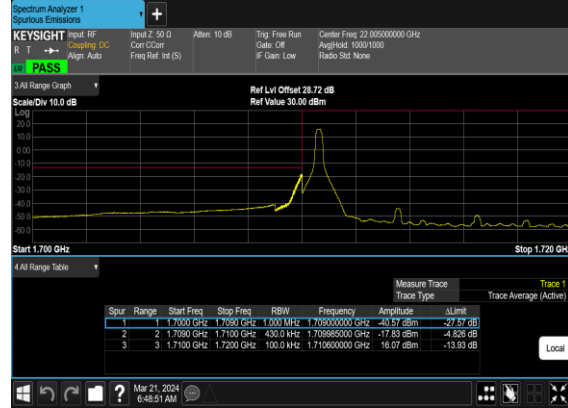 Spectrum Analyzer 1
Spurious Emissions
+
KEYSIGHT Input: RF Input Z: 50 Ω Atten: 10 dB Trig: Free Run Center Freq: 22.005000000 GHz
R T Coupling: DC Corr CCorr Gate: Off Avg|Hold: 1000/1000
Align: Auto Freq Ref: Int (S) IF Gain: Low Radio Std: None
PASS
3 All Range Graph
Ref Lvl Offset 28.72 dB
Scale/Div 10.0 dB Ref Value 30.00 dBm
Log
20.0
10.0
0.00
-10.0
-20.0
-30.0
-40.0
-50.0
-60.0
Start 1.700 GHz Stop 1.720 GH
4 All Range Table
Measure Trace Trace 1
Trace Type Trace Average (Active)
Spur Range Start Freq Stop Freq RBW Frequency Amplitude ΔLimit
1 1 1.7000 GHz 1.7090 GHz 1.000 MHz 1.709000000 GHz -40.57 dBm -27.57 dB
2 2 1.7090 GHz 1.7100 GHz 430.0 kHz 1.709985000 GHz -17.83 dBm -4.826 dB
3 3 1.7100 GHz 1.7200 GHz 100.0 kHz 1.710600000 GHz 16.07 dBm -13.93 dB
Local
? Mar 21, 2024
6:48:51 AM